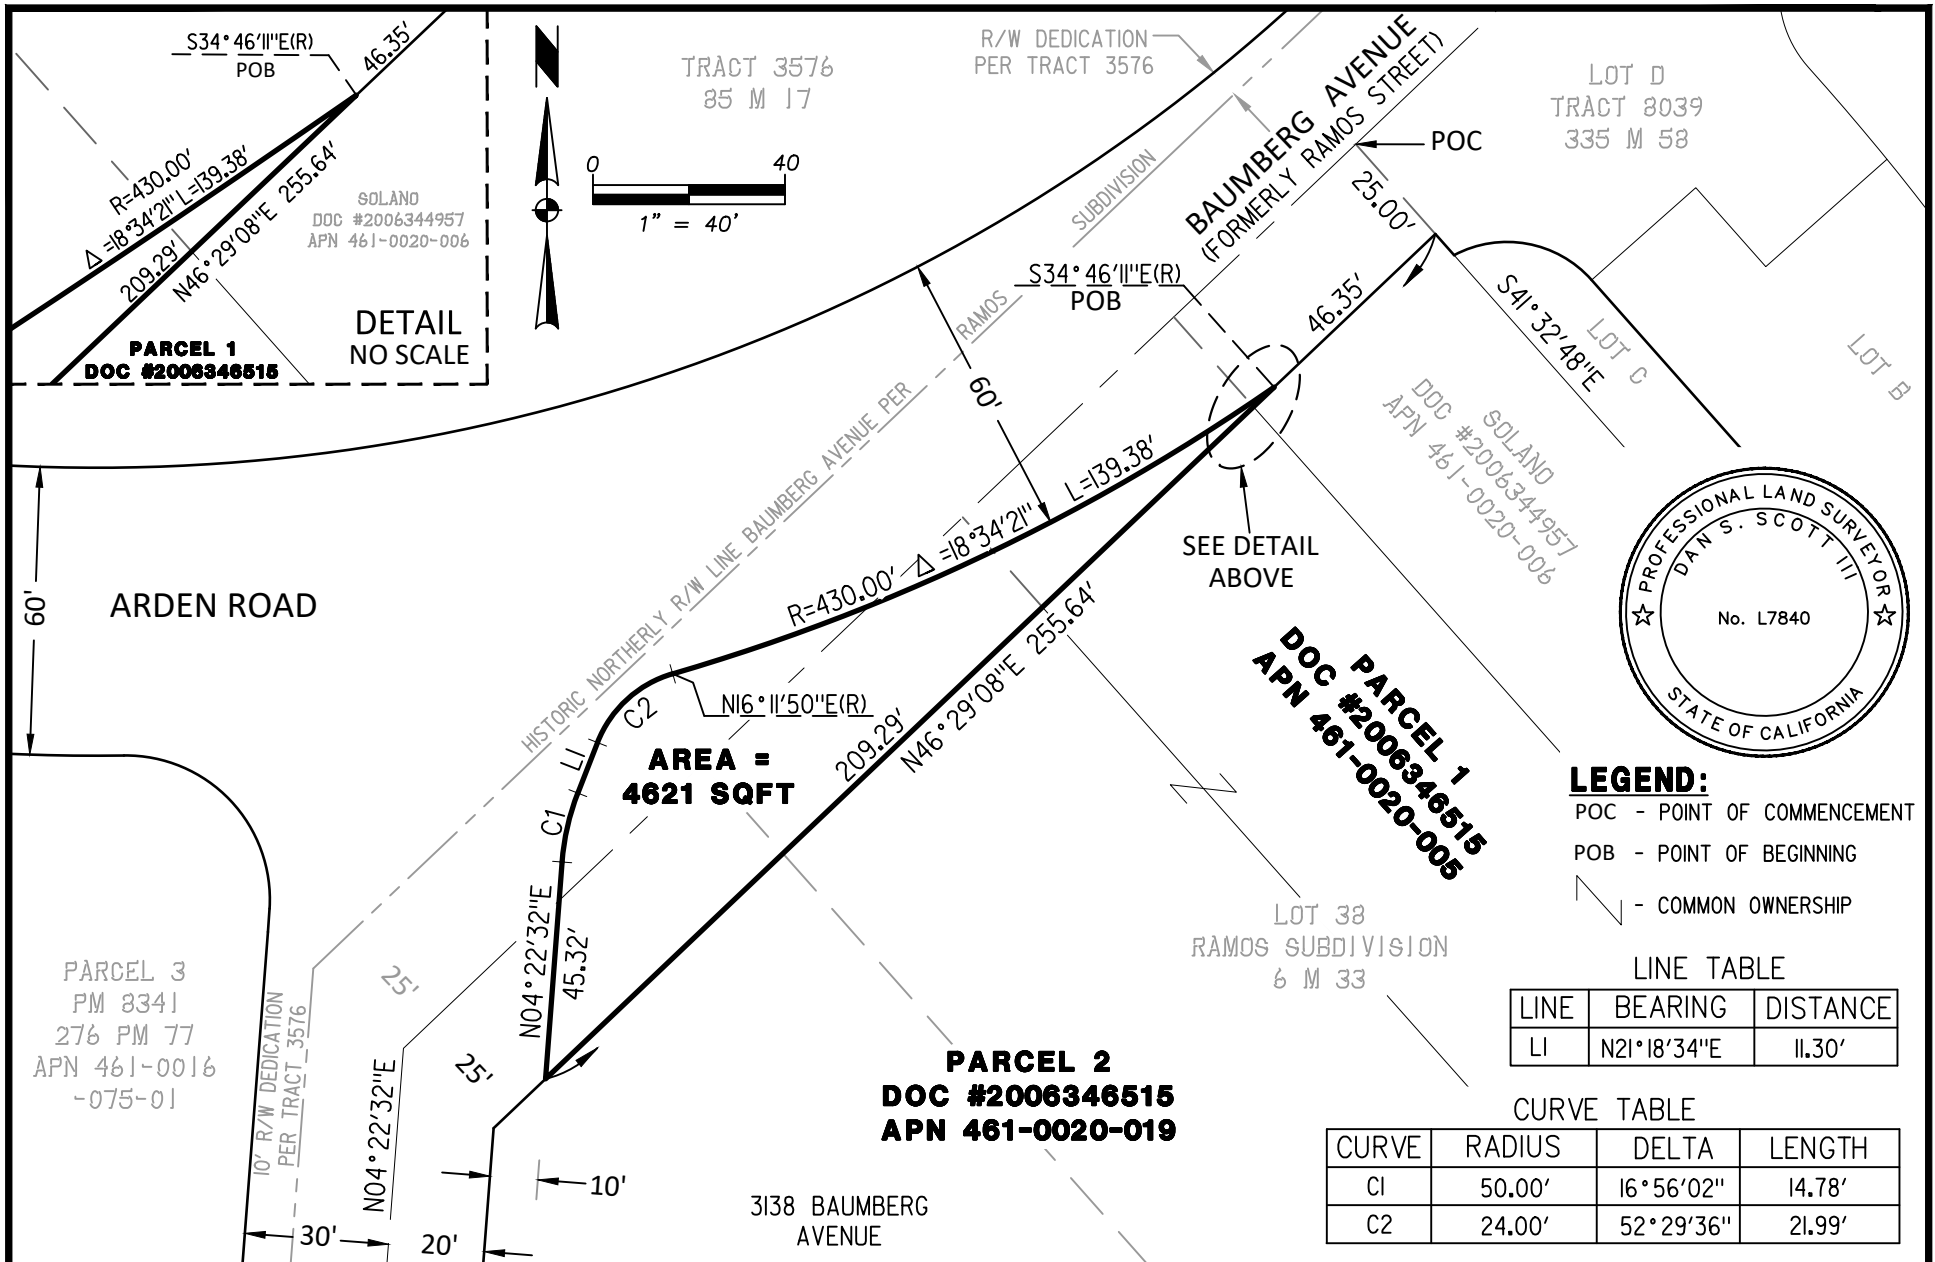 S34°46'11"E(R)
POB
46.35'
R=430.00'
Δ=18°34'21" L=139.38'
209.29'
N46°29'08"E 255.64'
SOLANO
DOC #2006344957
APN 461-0020-006
DETAIL
NO SCALE
PARCEL 1
DOC #2006346515
N
0 40
1" = 40'
TRACT 3576
85 M 17
R/W DEDICATION
PER TRACT 3576
BAUMBERG AVENUE
(FORMERLY RAMOS STREET)
POC
LOT D
TRACT 8039
335 M 58
25.00'
S34°46'11"E(R)
POB
46.35'
S41°32'48"E
LOT C
LOT B
HISTORIC NORTHERLY R/W LINE BAUMBERG AVENUE PER RAMOS SUBDIVISION
60'
SOLANO
DOC #2006344957
APN 461-0020-006
SEE DETAIL
ABOVE
R=430.00' Δ=18°34'21" L=139.38'
60'
ARDEN ROAD
C2
N16°11'50"E(R)
L1
AREA =
4621 SQFT
C1
209.29'
N46°29'08"E 255.64'
PARCEL 1
DOC #2006346515
APN 461-0020-005
PROFESSIONAL LAND SURVEYOR
DAN S. SCOTT III
No. L7840
STATE OF CALIFORNIA
LEGEND:
POC - POINT OF COMMENCEMENT
POB - POINT OF BEGINNING
- COMMON OWNERSHIP
N04°22'32"E
45.32'
LOT 38
RAMOS SUBDIVISION
6 M 33
PARCEL 3
PM 8341
276 PM 77
APN 461-0016
-075-01
10' R/W DEDICATION
PER TRACT 3576
25'
25'
N04°22'32"E
30'
20'
10'
PARCEL 2
DOC #2006346515
APN 461-0020-019
3138 BAUMBERG
AVENUE
LINE TABLE
LINE BEARING DISTANCE
L1 N21°18'34"E 11.30'
CURVE TABLE
CURVE RADIUS DELTA LENGTH
C1 50.00' 16°56'02" 14.78'
C2 24.00' 52°29'36" 21.99'